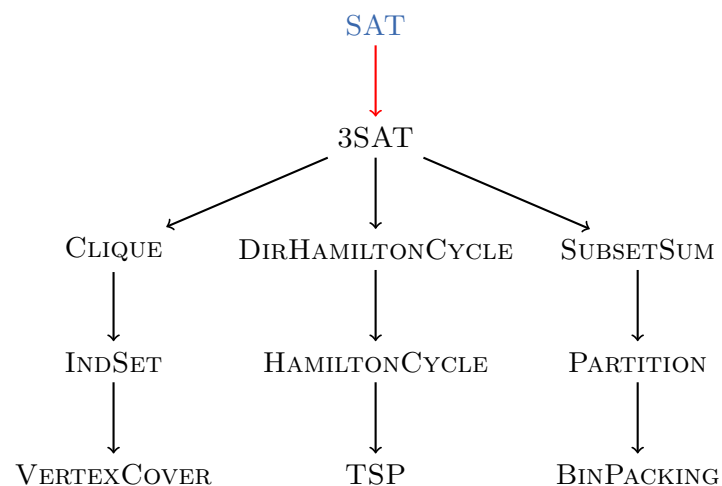 SAT
3SAT
CLIQUE DIRHAMILTONCYCLE SUBSETSUM
INDSET HAMILTONCYCLE PARTITION
VERTEXCOVER TSP BINPACKING